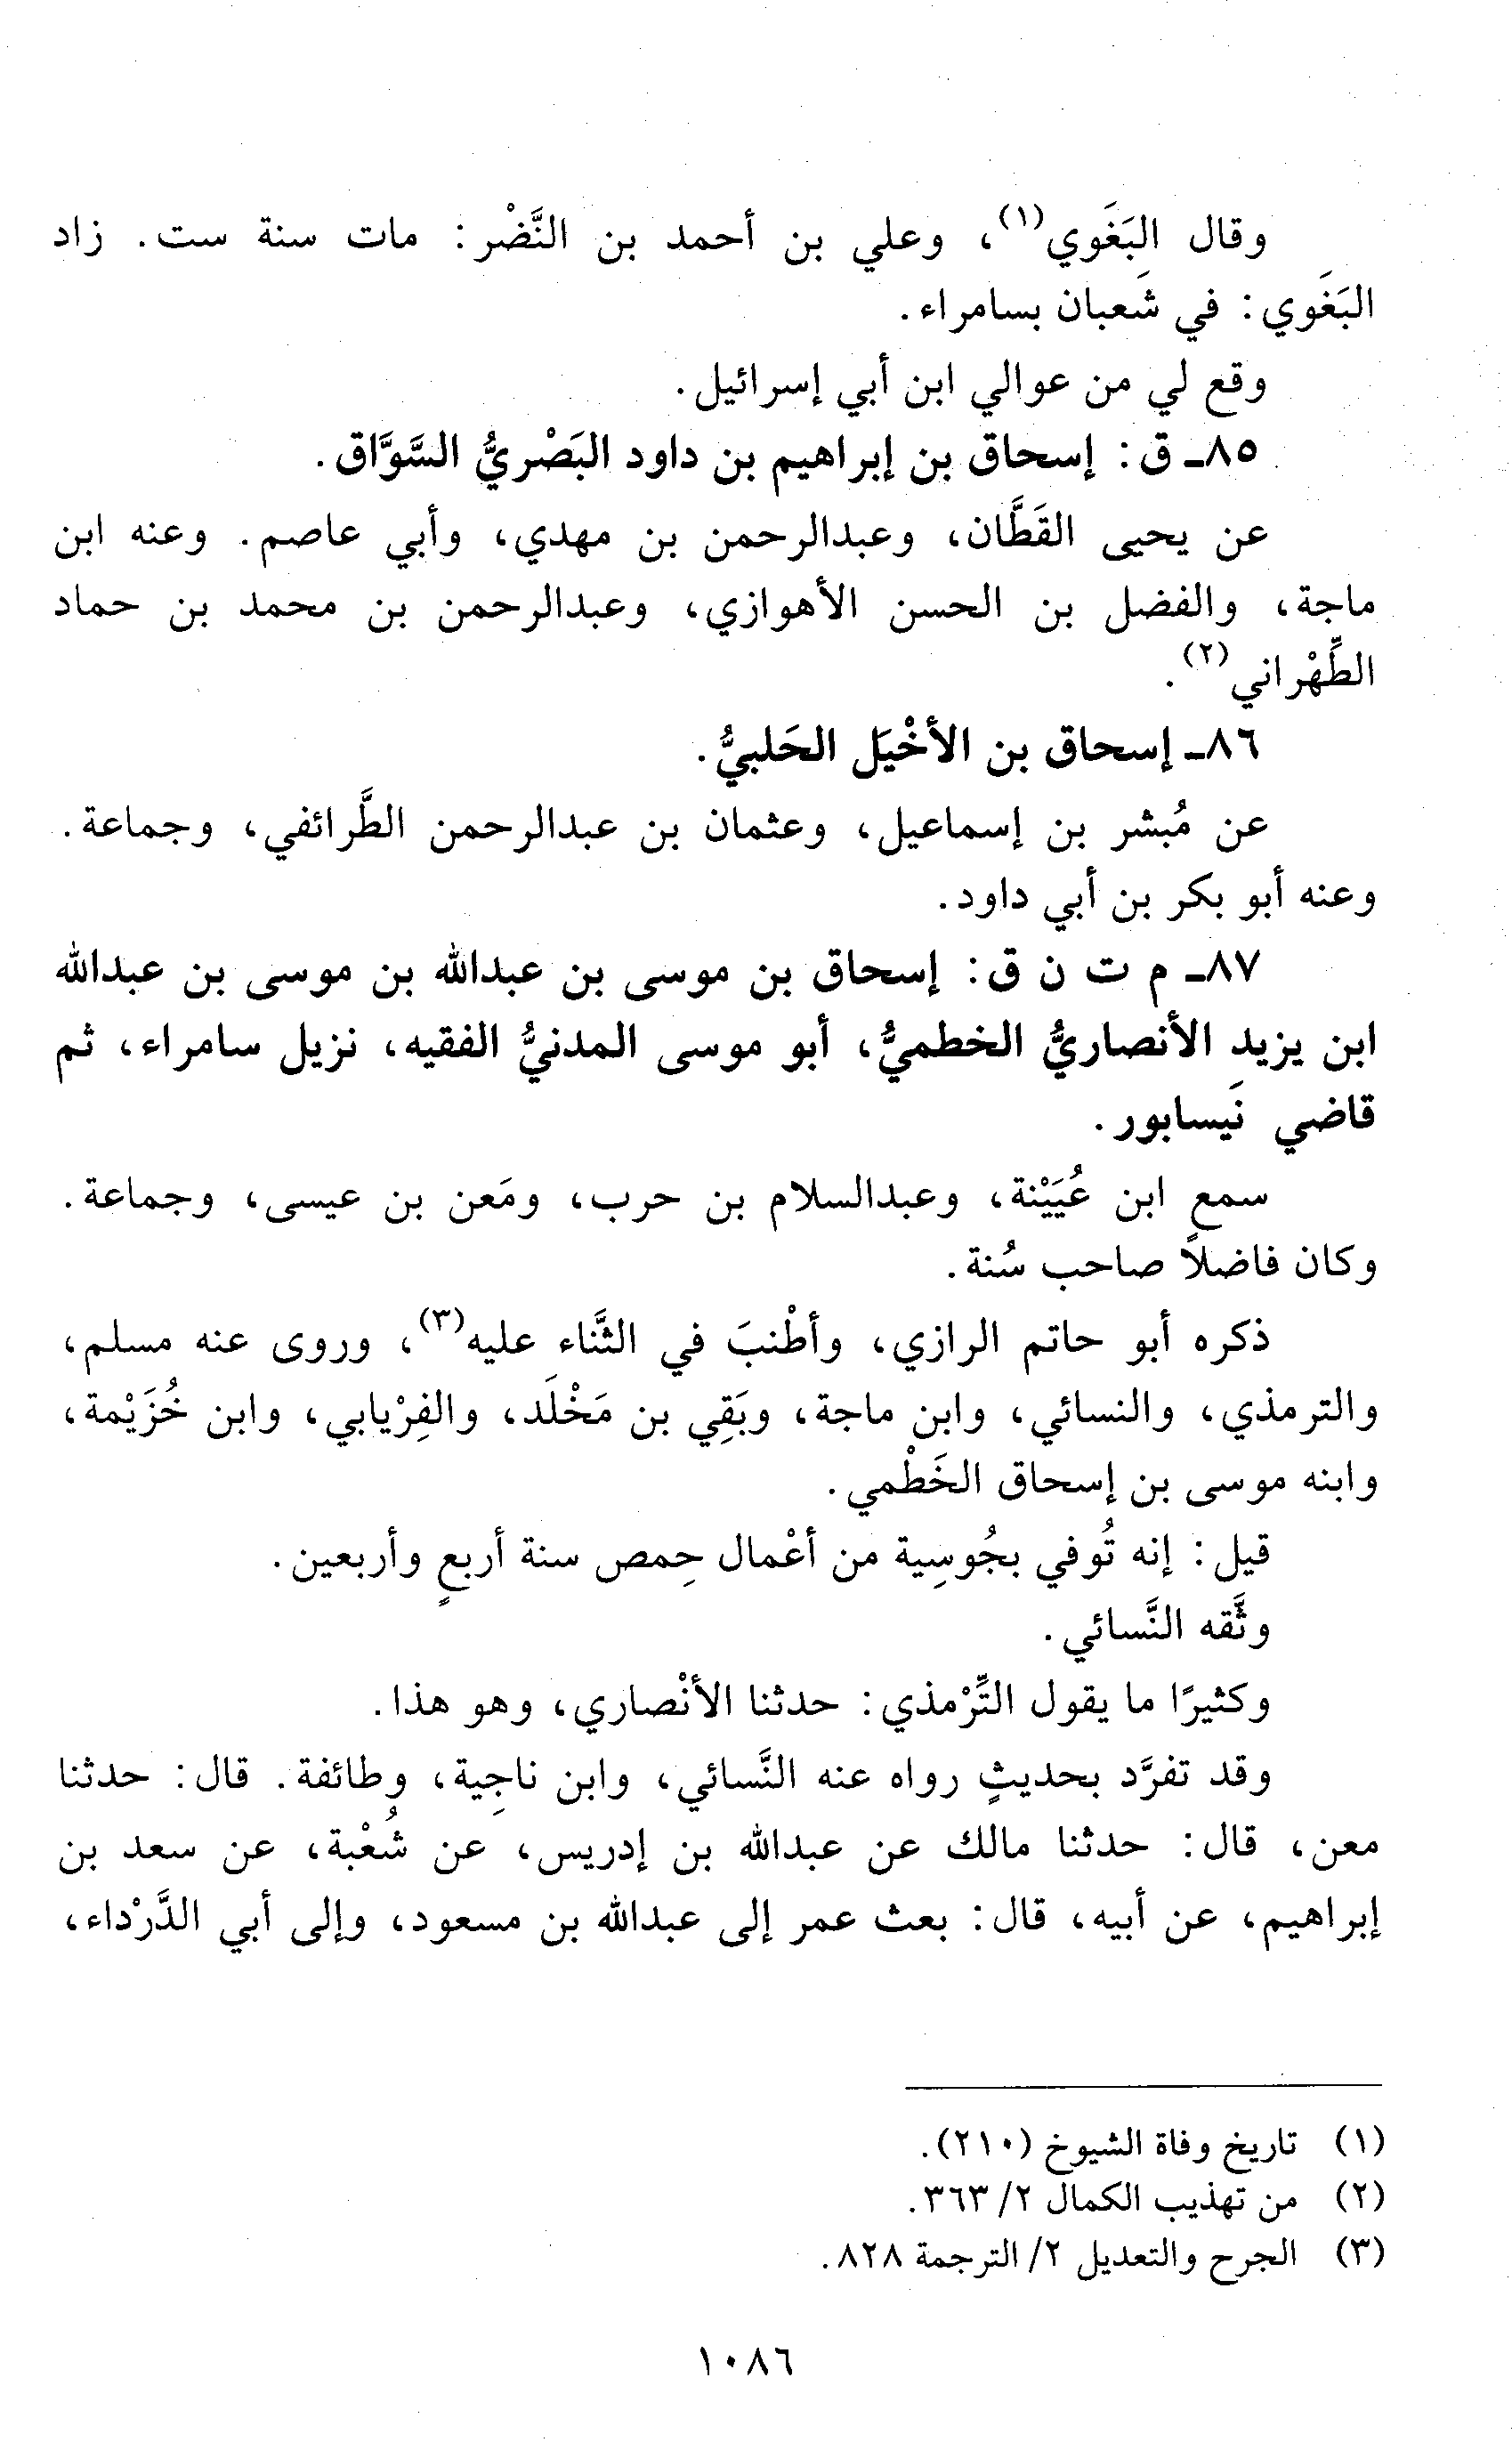 وقال البَغَوي(١)، وعلي بن أحمد بن النَّضْر: مات سنة ست. زاد
البَغَوي: في شَعبان بسامراء.
وقع لي من عوالي ابن أبي إسرائيل.
٨٥ـ ق: إسحاق بن إبراهيم بن داود البَصْريُّ السَّوَّاق.
عن يحيى القَطَّان، وعبدالرحمن بن مهدي، وأبي عاصم. وعنه ابن
ماجة، والفضل بن الحسن الأهوازي، وعبدالرحمن بن محمد بن حماد
الطِّهْراني(٢).
٨٦ـ إسحاق بن الأخْيَل الحَلبيُّ.
عن مُبشر بن إسماعيل، وعثمان بن عبدالرحمن الطَّرائفي، وجماعة.
وعنه أبو بكر بن أبي داود.
٨٧ـ م ت ن ق: إسحاق بن موسى بن عبدالله بن موسى بن عبدالله
ابن يزيد الأنصاريُّ الخطميُّ، أبو موسى المدنيُّ الفقيه، نزيل سامراء، ثم
قاضي نَيسابور.
سمع ابن عُيَيْنة، وعبدالسلام بن حرب، ومَعن بن عيسى، وجماعة.
وكان فاضلاً صاحب سُنة.
ذكره أبو حاتم الرازي، وأطْنبَ في الثَّناء عليه(٣)، وروى عنه مسلم،
والترمذي، والنسائي، وابن ماجة، وبَقِي بن مَخْلَد، والفِرْيابي، وابن خُزَيْمة،
وابنه موسى بن إسحاق الخَطْمي.
قيل: إنه تُوفي بجُوسِية من أعْمال حِمص سنة أربعٍ وأربعين.
وثَّقه النَّسائي.
وكثيرًا ما يقول التِّرْمذي: حدثنا الأنْصاري، وهو هذا.
وقد تفرَّد بحديثٍ رواه عنه النَّسائي، وابن ناجِية، وطائفة. قال: حدثنا
معن، قال: حدثنا مالك عن عبدالله بن إدريس، عن شُعْبة، عن سعد بن
إبراهيم، عن أبيه، قال: بعث عمر إلى عبدالله بن مسعود، وإلى أبي الدَّرْداء،
(١) تاريخ وفاة الشيوخ (٢١٠).
(٢) من تهذيب الكمال ٢/ ٣٦٣.
(٣) الجرح والتعديل ٢/ الترجمة ٨٢٨.
١٠٨٦